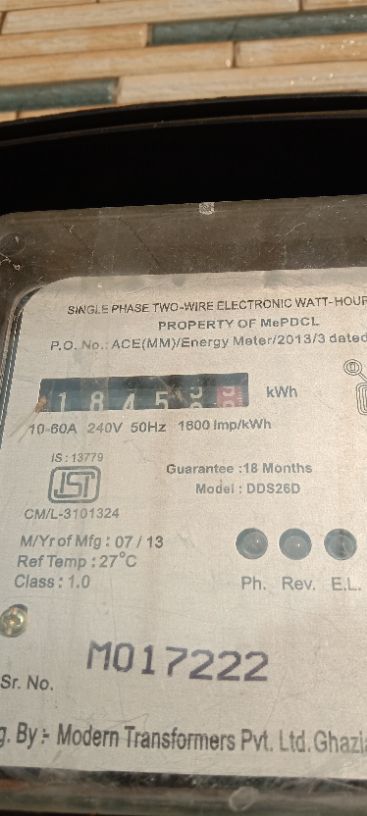 SINGLE PHASE TWO-WIRE ELECTRONIC WATT-HOUR
PROPERTY OF MePDCL
P.O. No.: ACE(MM)/Energy Meter/2013/3 dated
1845 kWh
10-60A 240V 50Hz 1600 Imp/kWh
IS : 13779
Guarantee : 18 Months
Model : DDS26D
CM/L-3101324
M/Yr of Mfg : 07 / 13
Ref Temp : 27°C
Class : 1.0
Ph. Rev. E.L.
M017222
Sr. No.
g. By :- Modern Transformers Pvt. Ltd. Ghazia